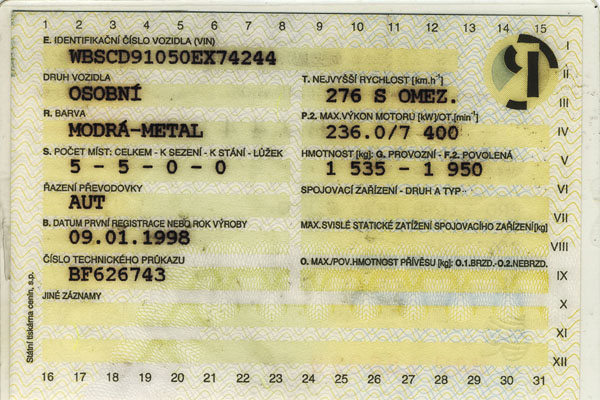 1 2 3 4 5 6 7 8 9 10 11 12 13 14 15
E. IDENTIFIKAČNÍ ČÍSLO VOZIDLA (VIN) I
WBSCD91050EX74244
DRUH VOZIDLA T. NEJVYŠŠÍ RYCHLOST [km.h⁻¹] II
OSOBNÍ 276 S OMEZ. III
R. BARVA P.2. MAX.VÝKON MOTORU [kW]/OT.[min⁻¹]
MODRÁ-METAL 236.0/7 400 IV
S. POČET MÍST: CELKEM - K SEZENÍ - K STÁNÍ - LŮŽEK HMOTNOST [kg]: G. PROVOZNÍ - F.2. POVOLENÁ
5 - 5 - 0 - 0 1 535 - 1 950 V
ŘAZENÍ PŘEVODOVKY SPOJOVACÍ ZAŘÍZENÍ - DRUH A TYP VI
AUT
B. DATUM PRVNÍ REGISTRACE NEBO ROK VÝROBY MAX.SVISLÉ STATICKÉ ZATÍŽENÍ SPOJOVACÍHO ZAŘÍZENÍ[kg] VII
09.01.1998 VIII
ČÍSLO TECHNICKÉHO PRŮKAZU O. MAX./POV.HMOTNOST PŘÍVĚSU [kg]: O.1.BRZD.-O.2.NEBRZD.
BF626743 IX
JINÉ ZÁZNAMY X
XI
XII
16 17 18 19 20 21 22 23 24 25 26 27 28 29 30 31
Státní tiskárna cenin, s.p.